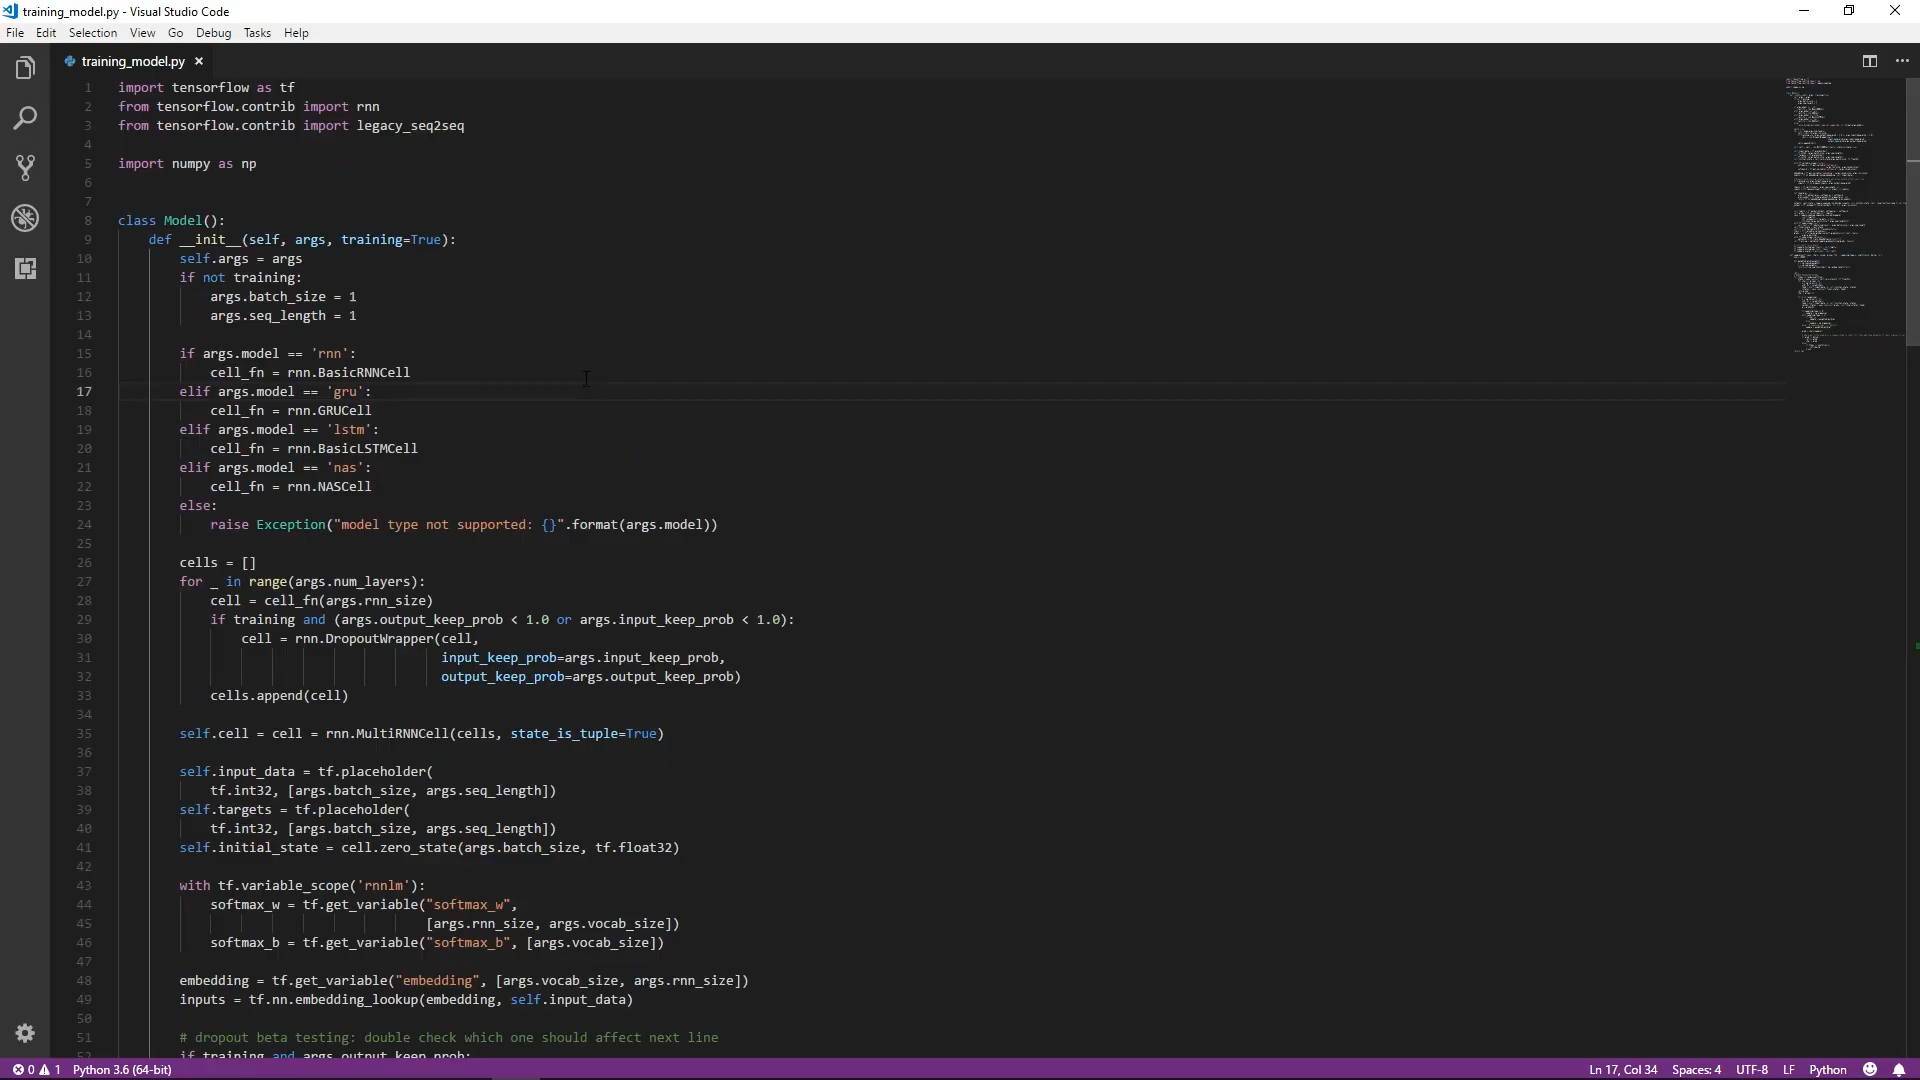 training_model.py - Visual Studio Code
File Edit Selection View Go Debug Tasks Help
training_model.py
1 import tensorflow as tf
2 from tensorflow.contrib import rnn
3 from tensorflow.contrib import legacy_seq2seq
4
5 import numpy as np
6
7
8 class Model():
9 def __init__(self, args, training=True):
10 self.args = args
11 if not training:
12 args.batch_size = 1
13 args.seq_length = 1
14
15 if args.model == 'rnn':
16 cell_fn = rnn.BasicRNNCell
17 elif args.model == 'gru':
18 cell_fn = rnn.GRUCell
19 elif args.model == 'lstm':
20 cell_fn = rnn.BasicLSTMCell
21 elif args.model == 'nas':
22 cell_fn = rnn.NASCell
23 else:
24 raise Exception("model type not supported: {}".format(args.model))
25
26 cells = []
27 for _ in range(args.num_layers):
28 cell = cell_fn(args.rnn_size)
29 if training and (args.output_keep_prob < 1.0 or args.input_keep_prob < 1.0):
30 cell = rnn.DropoutWrapper(cell,
31 input_keep_prob=args.input_keep_prob,
32 output_keep_prob=args.output_keep_prob)
33 cells.append(cell)
34
35 self.cell = cell = rnn.MultiRNNCell(cells, state_is_tuple=True)
36
37 self.input_data = tf.placeholder(
38 tf.int32, [args.batch_size, args.seq_length])
39 self.targets = tf.placeholder(
40 tf.int32, [args.batch_size, args.seq_length])
41 self.initial_state = cell.zero_state(args.batch_size, tf.float32)
42
43 with tf.variable_scope('rnnlm'):
44 softmax_w = tf.get_variable("softmax_w",
45 [args.rnn_size, args.vocab_size])
46 softmax_b = tf.get_variable("softmax_b", [args.vocab_size])
47
48 embedding = tf.get_variable("embedding", [args.vocab_size, args.rnn_size])
49 inputs = tf.nn.embedding_lookup(embedding, self.input_data)
50
51 # dropout beta testing: double check which one should affect next line
52 if training and args.output_keep_prob:
0 1 Python 3.6 (64-bit) Ln 17, Col 34 Spaces: 4 UTF-8 LF Python